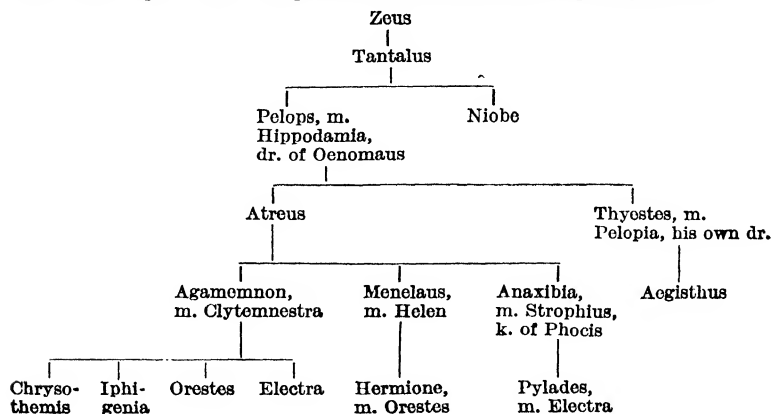 Zeus
Tantalus
Pelops, m.
Hippodamia,
dr. of Oenomaus
Niobe
Atreus
Thyestes, m.
Pelopia, his own dr.
Agamemnon,
m. Clytemnestra
Menelaus,
m. Helen
Anaxibia,
m. Strophius,
k. of Phocis
Aegisthus
Chryso-
themis
Iphi-
genia
Orestes
Electra
Hermione,
m. Orestes
Pylades,
m. Electra